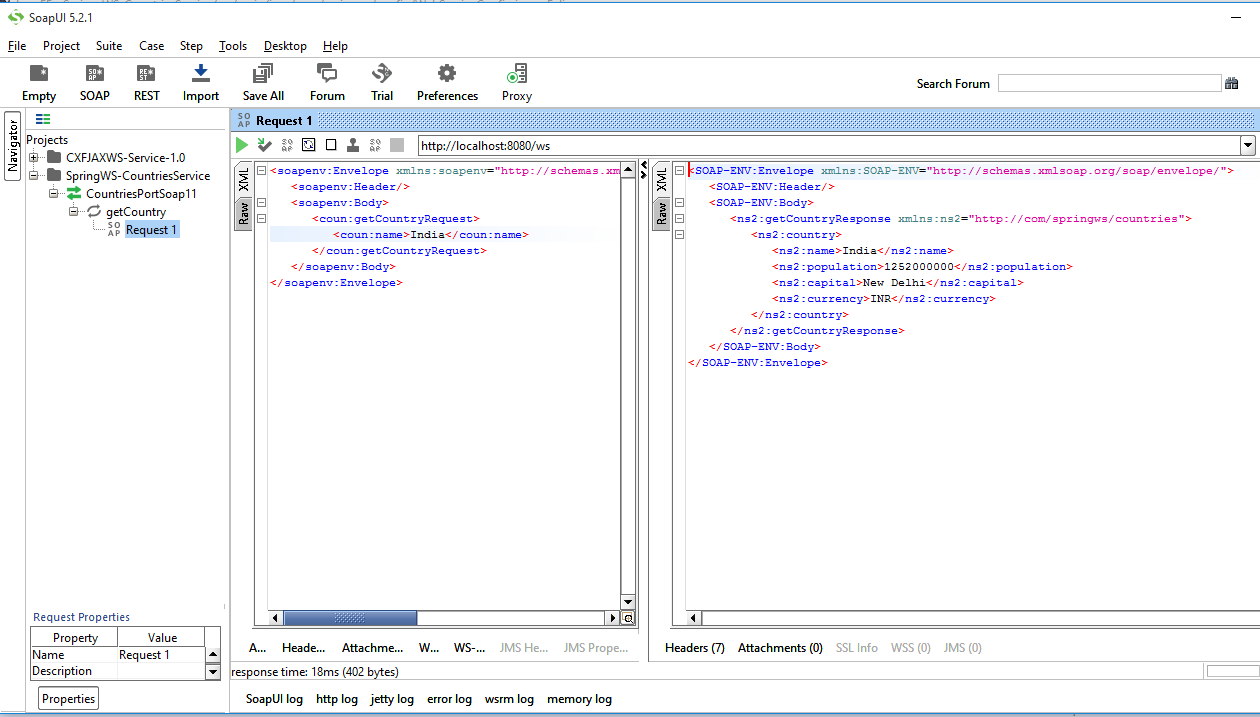 SoapUI 5.2.1
File Project Suite Case Step Tools Desktop Help
Empty SOAP REST Import Save All Forum Trial Preferences Proxy Search Forum
Navigator
Projects
CXFJAXWS-Service-1.0
SpringWS-CountriesService
CountriesPortSoap11
getCountry
SO AP Request 1
Request Properties
Property Value
Name Request 1
Description
Properties
SO AP Request 1
http://localhost:8080/ws
XML
Raw
<soapenv:Envelope xmlns:soapenv="http://schemas.xm
<soapenv:Header/>
<soapenv:Body>
<coun:getCountryRequest>
<coun:name>India</coun:name>
</coun:getCountryRequest>
</soapenv:Body>
</soapenv:Envelope>
A... Heade... Attachme... W... WS-... JMS He... JMS Prope...
XML
Raw
<SOAP-ENV:Envelope xmlns:SOAP-ENV="http://schemas.xmlsoap.org/soap/envelope/">
<SOAP-ENV:Header/>
<SOAP-ENV:Body>
<ns2:getCountryResponse xmlns:ns2="http://com/springws/countries">
<ns2:country>
<ns2:name>India</ns2:name>
<ns2:population>1252000000</ns2:population>
<ns2:capital>New Delhi</ns2:capital>
<ns2:currency>INR</ns2:currency>
</ns2:country>
</ns2:getCountryResponse>
</SOAP-ENV:Body>
</SOAP-ENV:Envelope>
Headers (7) Attachments (0) SSL Info WSS (0) JMS (0)
response time: 18ms (402 bytes)
SoapUI log http log jetty log error log wsrm log memory log